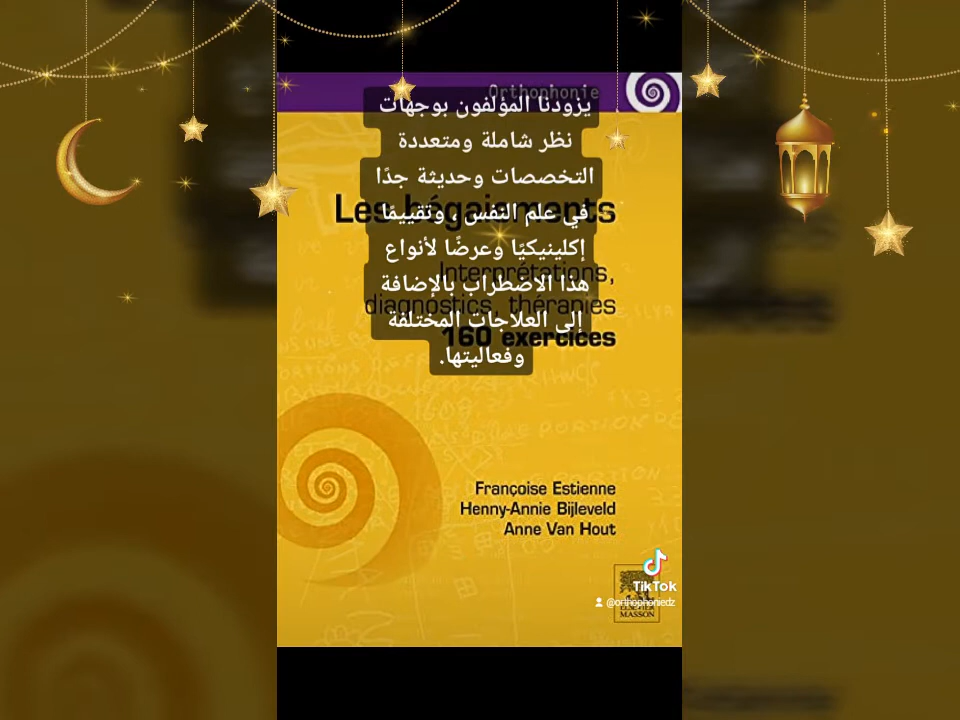 Orthophonie
يزودنا المؤلفون بوجهات
نظر شاملة ومتعددة
التخصصات وحديثة جدًا
في علم النفس ، وتقييمًا
إكلينيكيًا وعرضًا لأنواع
هذا الاضطراب بالإضافة
إلى العلاجات المختلفة
وفعاليتها.
Les bégaiements
Interprétations,
diagnostics, thérapies
160 exercices
Françoise Estienne
Henny-Annie Bijleveld
Anne Van Hout
TikTok
@orthophoniedz
MASSON